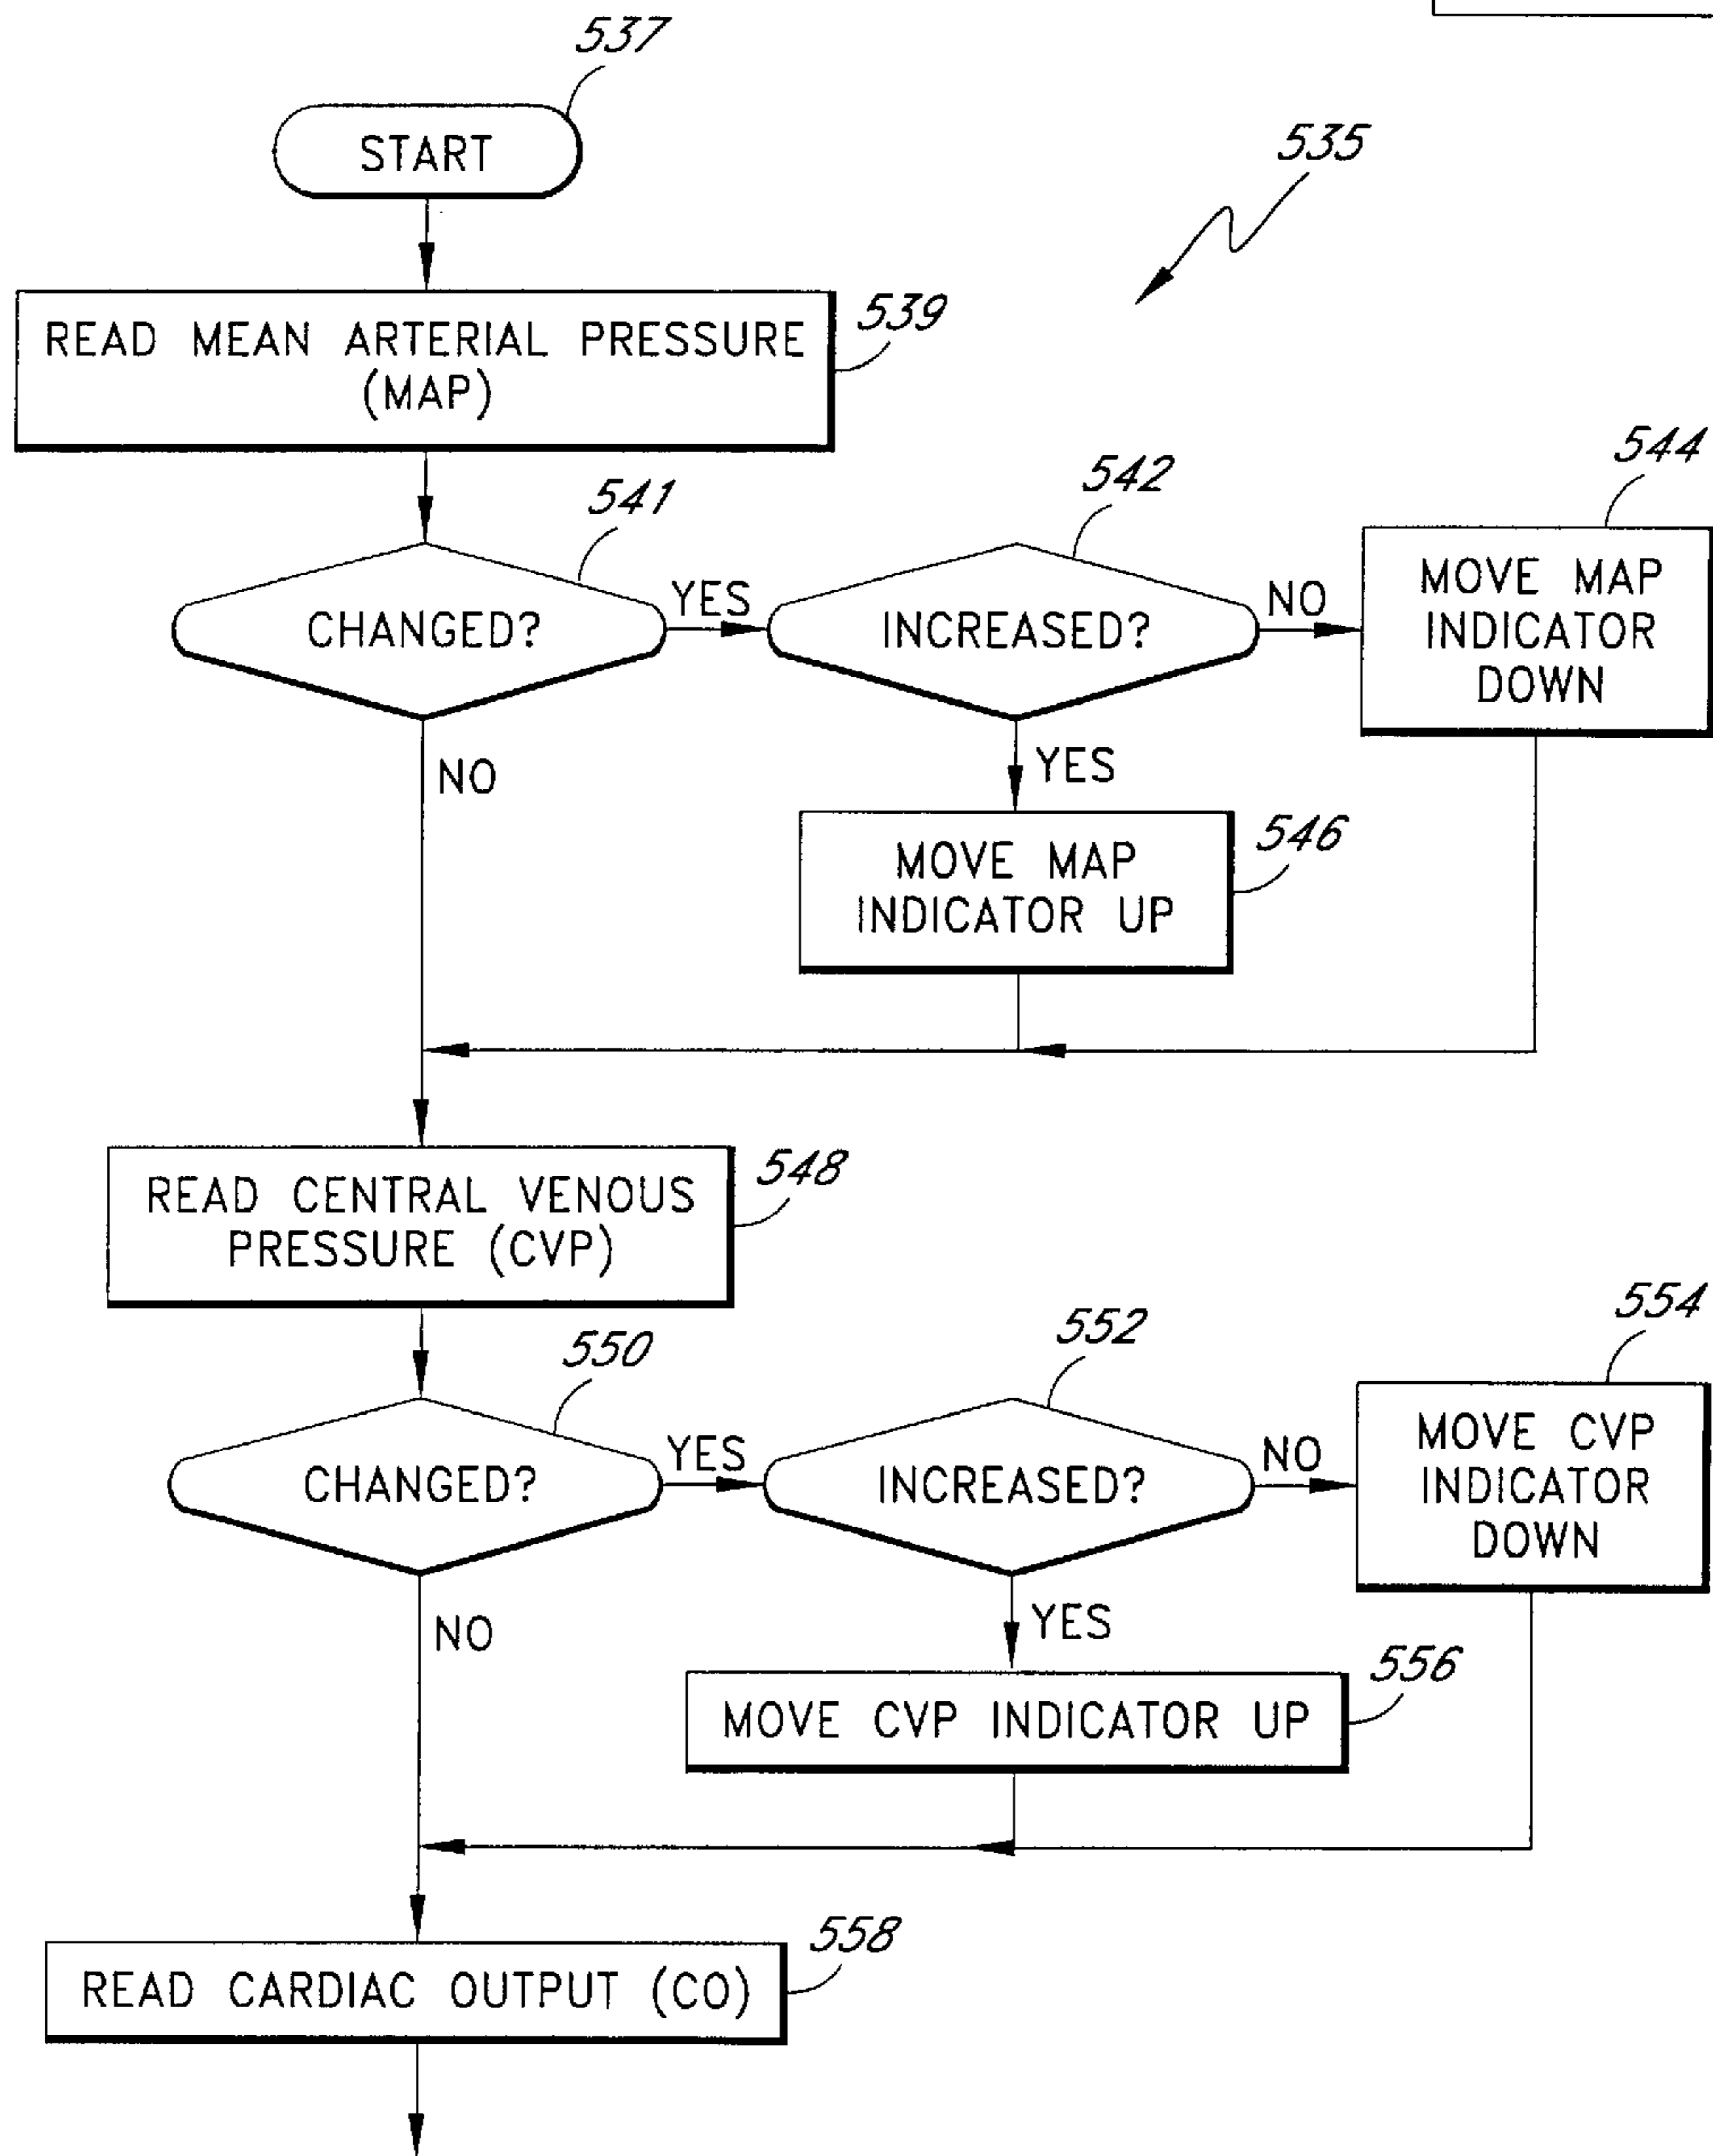 537
START
535
READ MEAN ARTERIAL PRESSURE
(MAP)
539
541
CHANGED?
YES
542
INCREASED?
NO
544
MOVE MAP
INDICATOR
DOWN
NO
YES
MOVE MAP
INDICATOR UP
546
READ CENTRAL VENOUS
PRESSURE (CVP)
548
550
CHANGED?
YES
552
INCREASED?
NO
554
MOVE CVP
INDICATOR
DOWN
NO
YES
MOVE CVP INDICATOR UP
556
READ CARDIAC OUTPUT (CO)
558